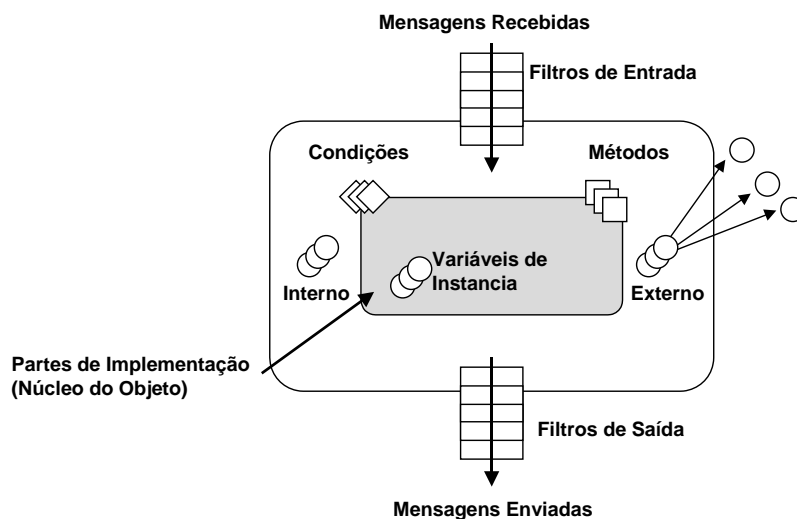 Mensagens Recebidas
Filtros de Entrada
Condições
Métodos
Variáveis de
Instancia
Interno
Externo
Partes de Implementação
(Núcleo do Objeto)
Filtros de Saída
Mensagens Enviadas